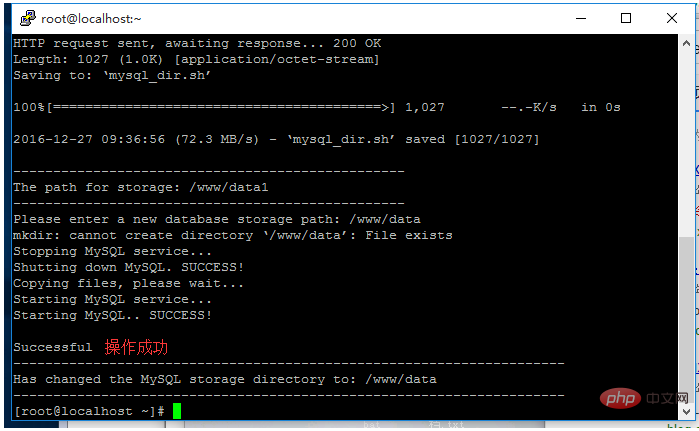 root@localhost:~
HTTP request sent, awaiting response... 200 OK
Length: 1027 (1.0K) [application/octet-stream]
Saving to: ‘mysql_dir.sh’
100%[=========================================>] 1,027       --.-K/s   in 0s
2016-12-27 09:36:56 (72.3 MB/s) - ‘mysql_dir.sh’ saved [1027/1027]
-------------------------------------------------
The path for storage: /www/data1
-------------------------------------------------
Please enter a new database storage path: /www/data
mkdir: cannot create directory ‘/www/data’: File exists
Stopping MySQL service...
Shutting down MySQL. SUCCESS!
Copying files, please wait...
Starting MySQL service...
Starting MySQL.. SUCCESS!
Successful 操作成功
---------------------------------------------------------------------
Has changed the MySQL storage directory to: /www/data
---------------------------------------------------------------------
[root@localhost ~]#
php 中文网